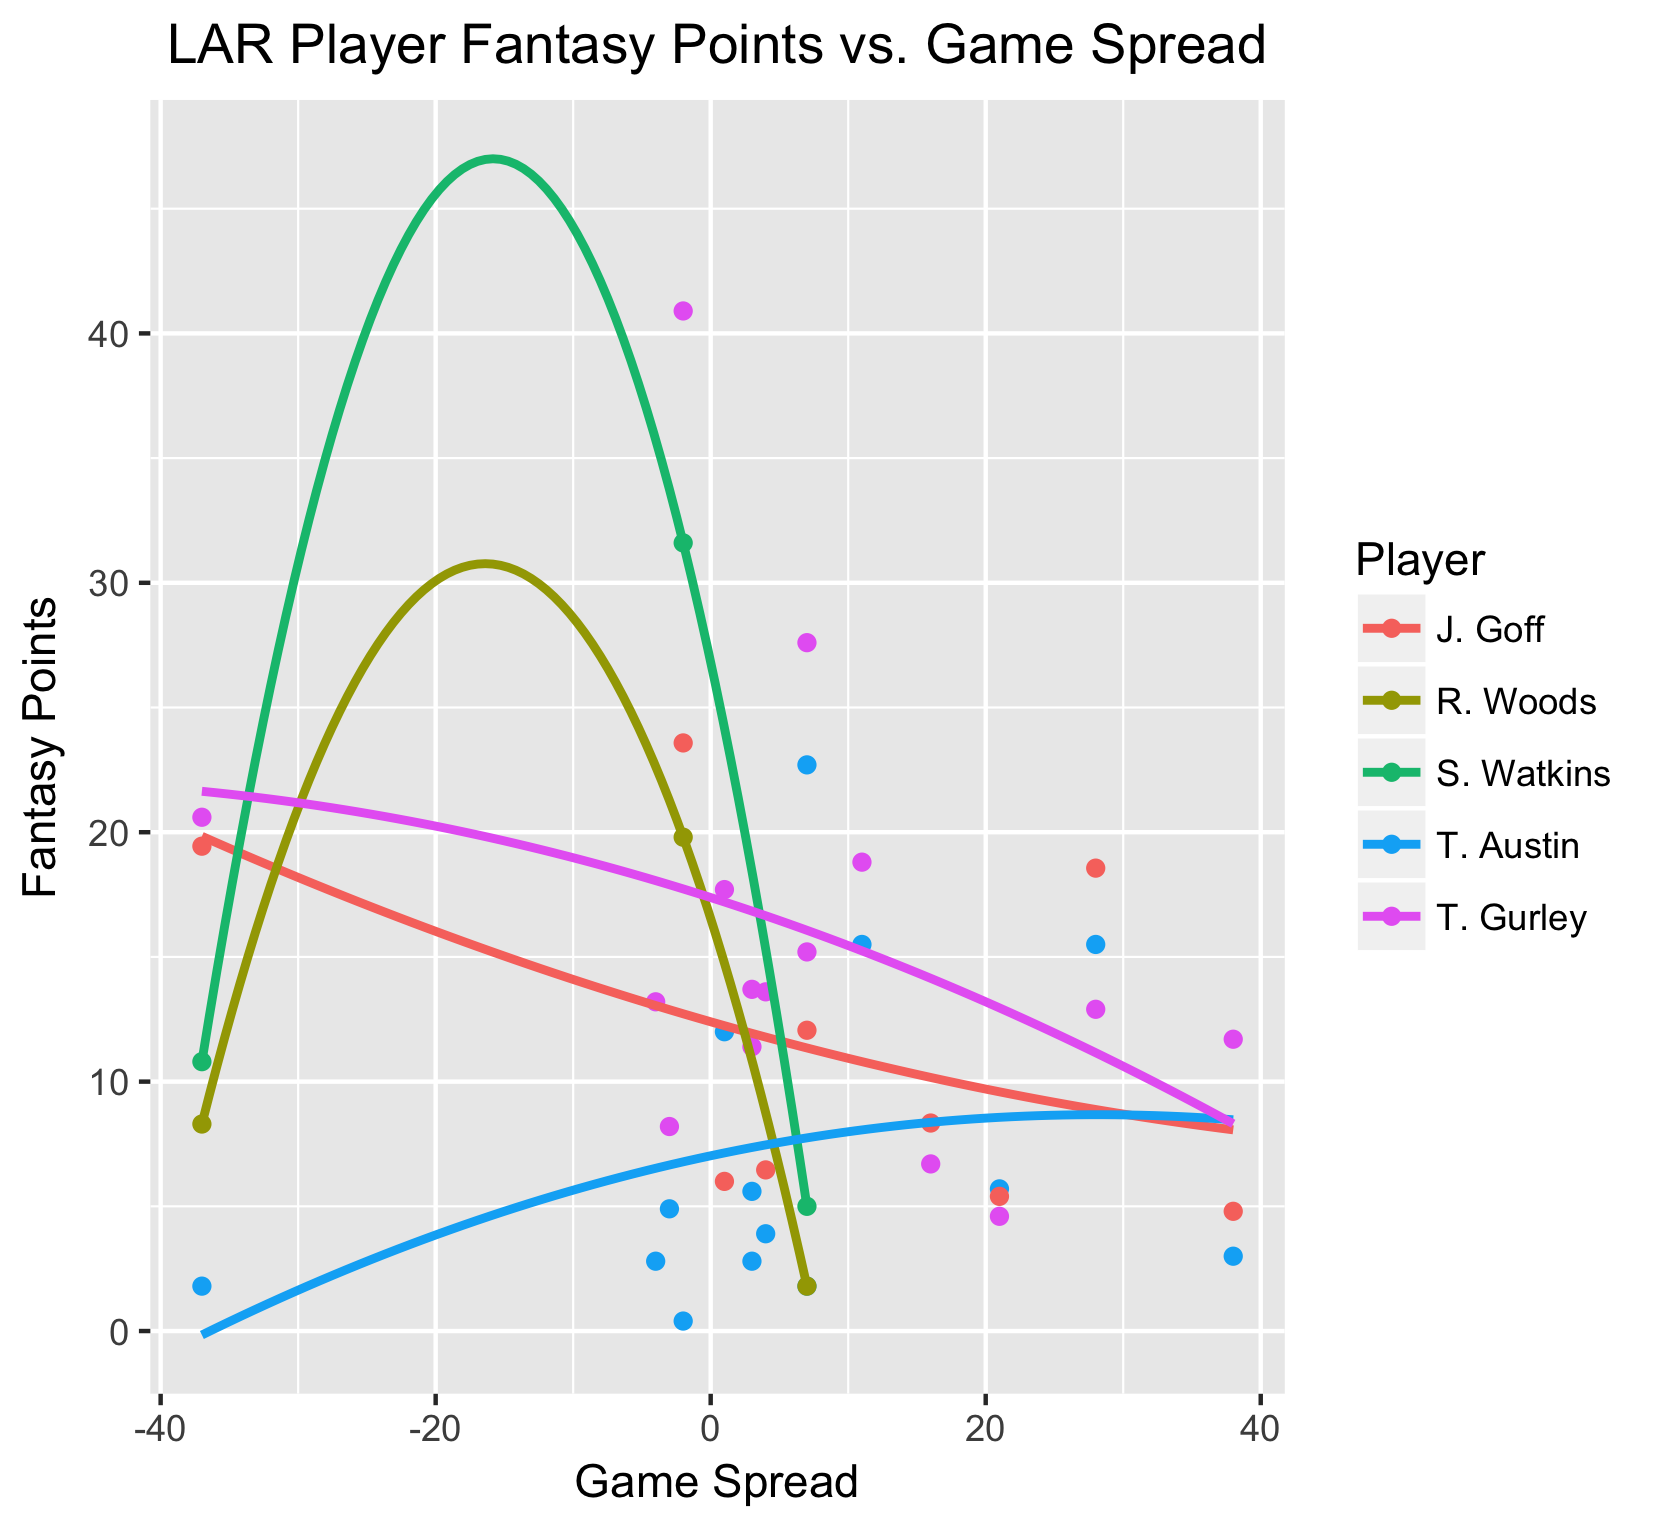 LAR Player Fantasy Points vs. Game Spread
Fantasy Points
40
30
20
10
0
-40
-20
0
20
40
Game Spread
Player
J. Goff
R. Woods
S. Watkins
T. Austin
T. Gurley